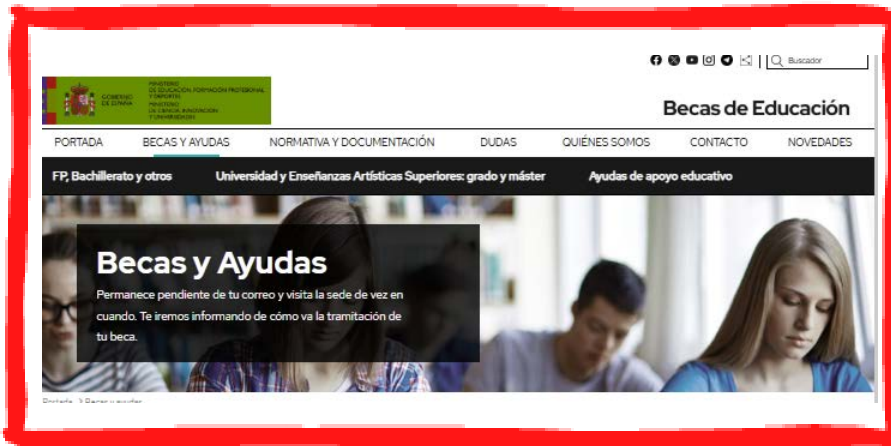 Buscador
GOBIERNO
DE ESPAÑA
MINISTERIO
DE EDUCACIÓN, FORMACIÓN PROFESIONAL
Y DEPORTES
MINISTERIO
DE CIENCIA, INNOVACIÓN
Y UNIVERSIDADES
Becas de Educación
PORTADA BECAS Y AYUDAS NORMATIVA Y DOCUMENTACIÓN DUDAS QUIÉNES SOMOS CONTACTO NOVEDADES
FP, Bachillerato y otros Universidad y Enseñanzas Artísticas Superiores: grado y máster Ayudas de apoyo educativo
Becas y Ayudas
Permanece pendiente de tu correo y visita la sede de vez en
cuando. Te iremos informando de cómo va la tramitación de
tu beca.
Portada > Becas y ayudas